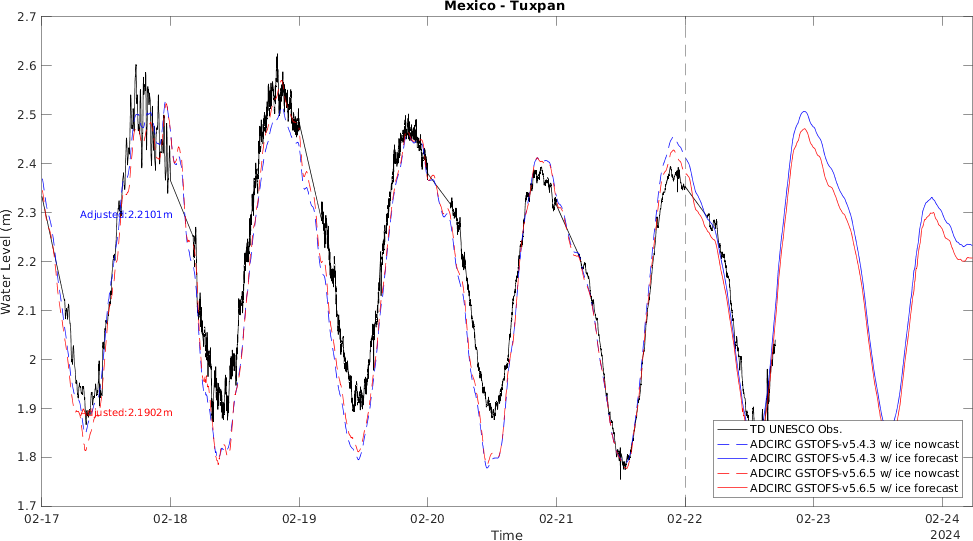 Mexico - Tuxpan
Water Level (m)
2.7
2.6
2.5
2.4
2.3
2.2
2.1
2
1.9
1.8
1.7
Adjusted:2.2101m
Adjusted:2.1902m
TD UNESCO Obs.
ADCIRC GSTOFS-v5.4.3 w/ ice nowcast
ADCIRC GSTOFS-v5.4.3 w/ ice forecast
ADCIRC GSTOFS-v5.6.5 w/ ice nowcast
ADCIRC GSTOFS-v5.6.5 w/ ice forecast
02-17 02-18 02-19 02-20 02-21 02-22 02-23 02-24
Time
2024